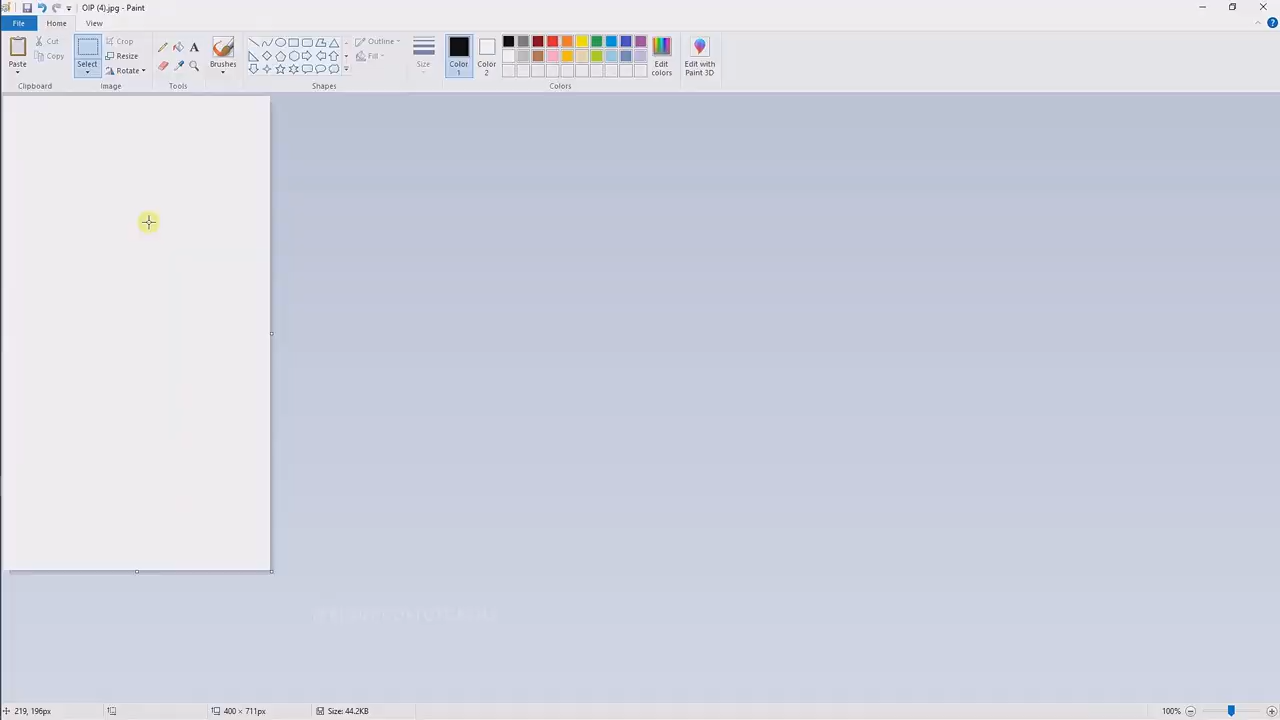 OIP (4).jpg - Paint
File Home View
Paste
Cut
Copy
Select
Crop
Resize
Rotate
A
Brushes
Outline
Fill
Size
Color 1
Color 2
Edit colors
Edit with Paint 3D
Clipboard Image Tools Shapes Colors
219, 196px 400 × 711px Size: 44.2KB 100%